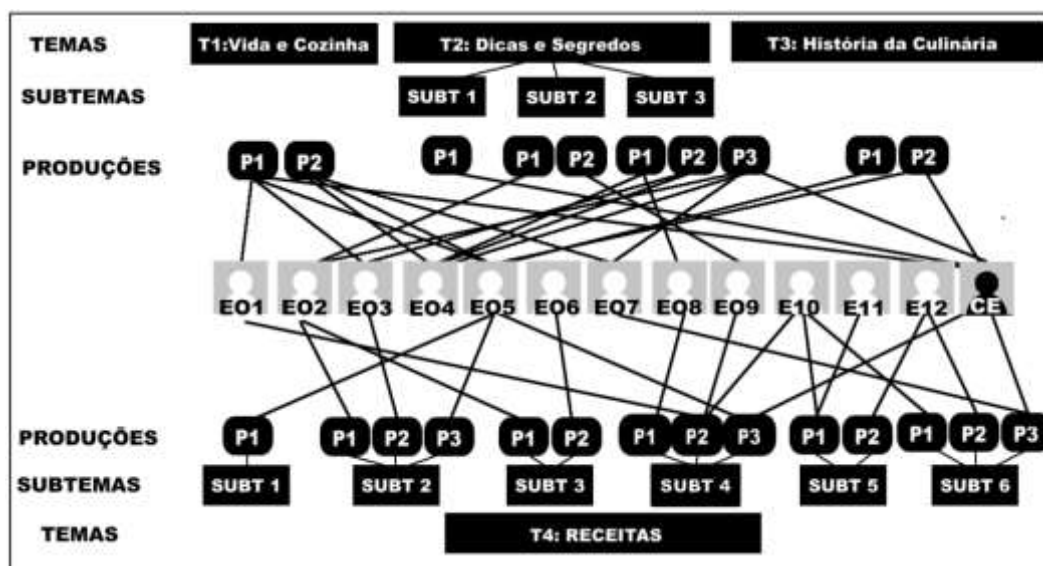 TEMAS T1:Vida e Cozinha T2: Dicas e Segredos T3: História da Culinária
SUBTEMAS SUBT 1 SUBT 2 SUBT 3
PRODUÇÕES P1 P2 P1 P1 P2 P1 P2 P3 P1 P2
EO1 EO2 EO3 EO4 EO5 EO6 EO7 EO8 EO9 E10 E11 E12 CE
PRODUÇÕES P1 P1 P2 P3 P1 P2 P1 P2 P3 P1 P2 P1 P2 P3
SUBTEMAS SUBT 1 SUBT 2 SUBT 3 SUBT 4 SUBT 5 SUBT 6
TEMAS T4: RECEITAS